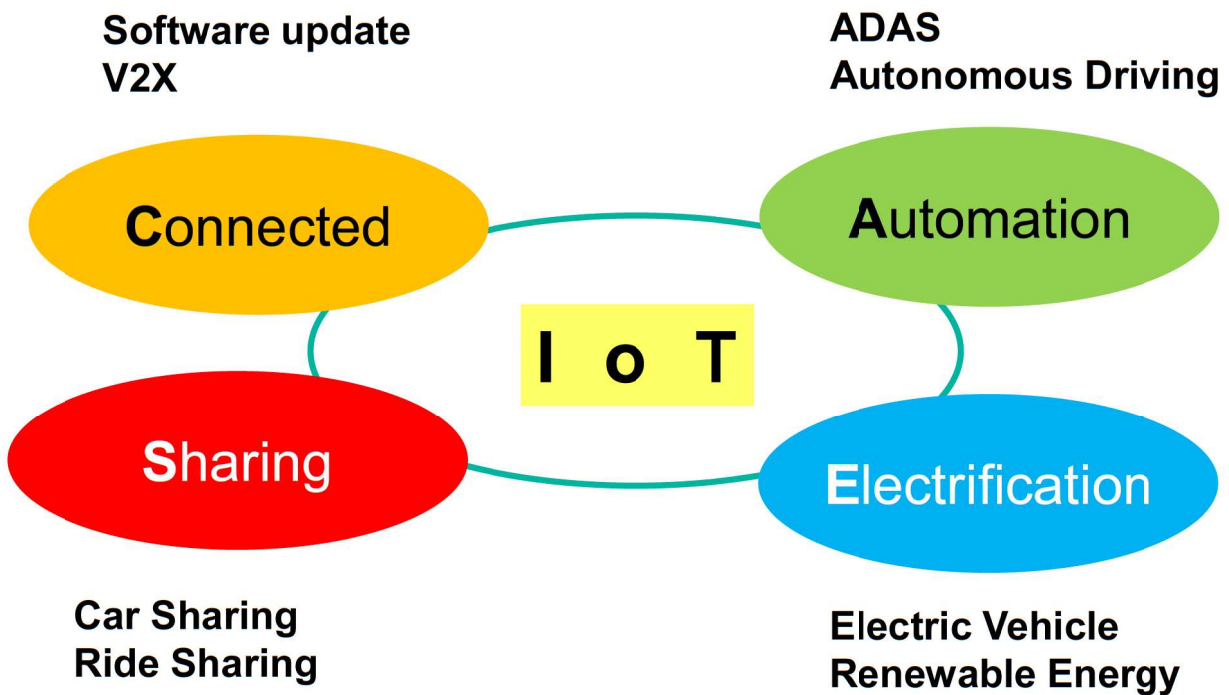 Software update
V2X
ADAS
Autonomous Driving
Connected
Automation
I o T
Sharing
Electrification
Car Sharing
Ride Sharing
Electric Vehicle
Renewable Energy